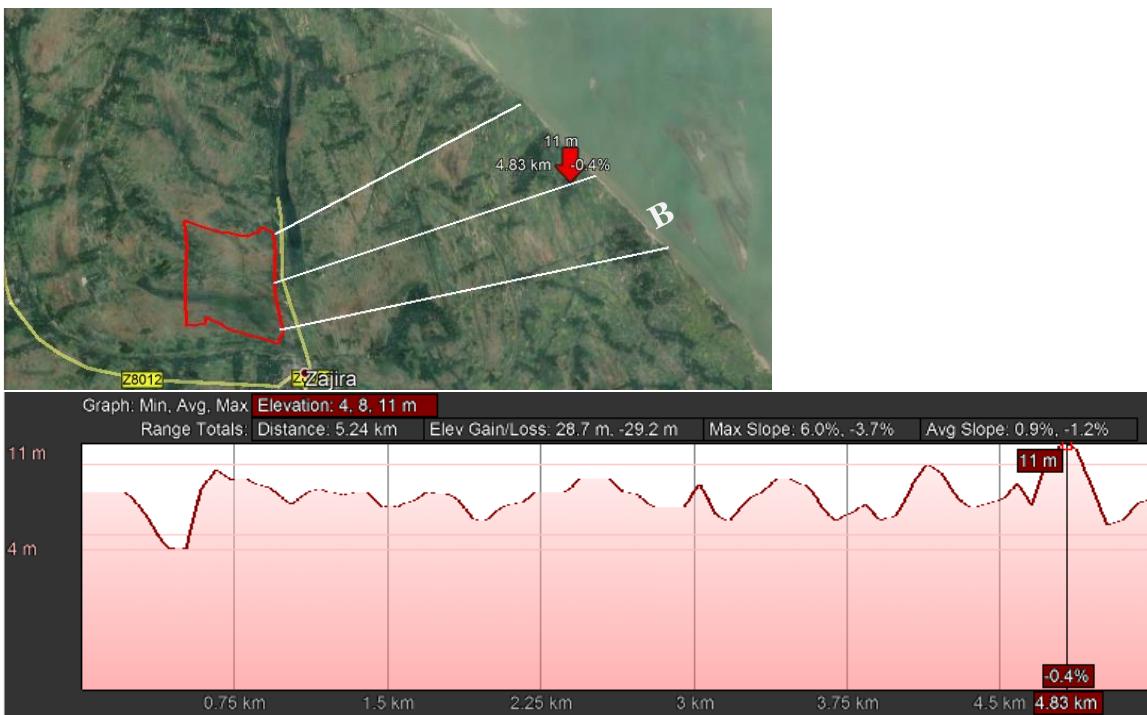 11 m
4.83 km -0.4%
B
Z8012
Zajira
Graph: Min, Avg, Max Elevation: 4, 8, 11 m
Range Totals: Distance: 5.24 km Elev Gain/Loss: 28.7 m, -29.2 m Max Slope: 6.0%, -3.7% Avg Slope: 0.9%, -1.2%
11 m
11 m
4 m
-0.4%
0.75 km 1.5 km 2.25 km 3 km 3.75 km 4.5 km 4.83 km